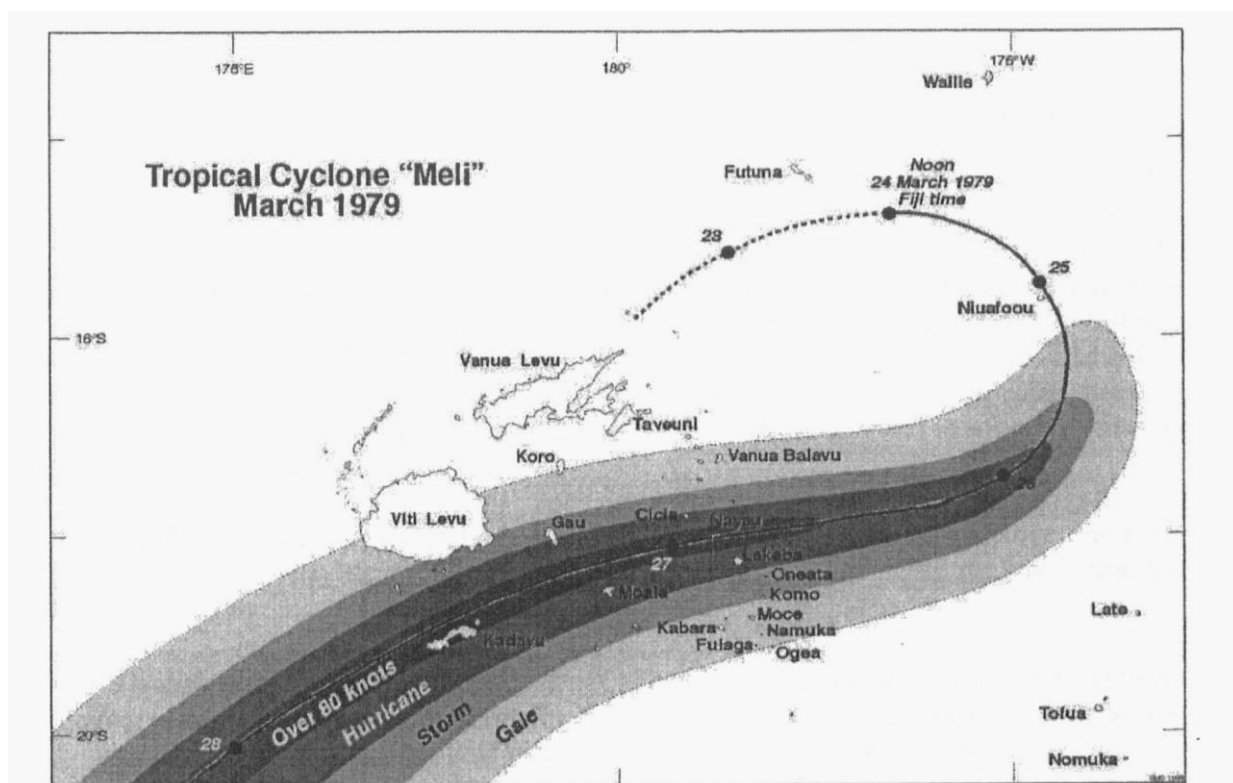 178°E
180°
176°W
Wallis
Tropical Cyclone "Meli"
March 1979
Futuna
Noon
24 March 1979
Fiji time
23
25
Niuafoou
16°S
Vanua Levu
Taveuni
Koro
Vanua Balavu
Viti Levu
Gau
Cicia
Nayau
27
Lakeba
26
Oneata
Moala
Komo
Moce
Late
Kabara
Namuka
Kadavu
Fulaga
Ogea
Over 80 knots
Hurricane
Storm
Gale
28
20°S
Tofua
Nomuka